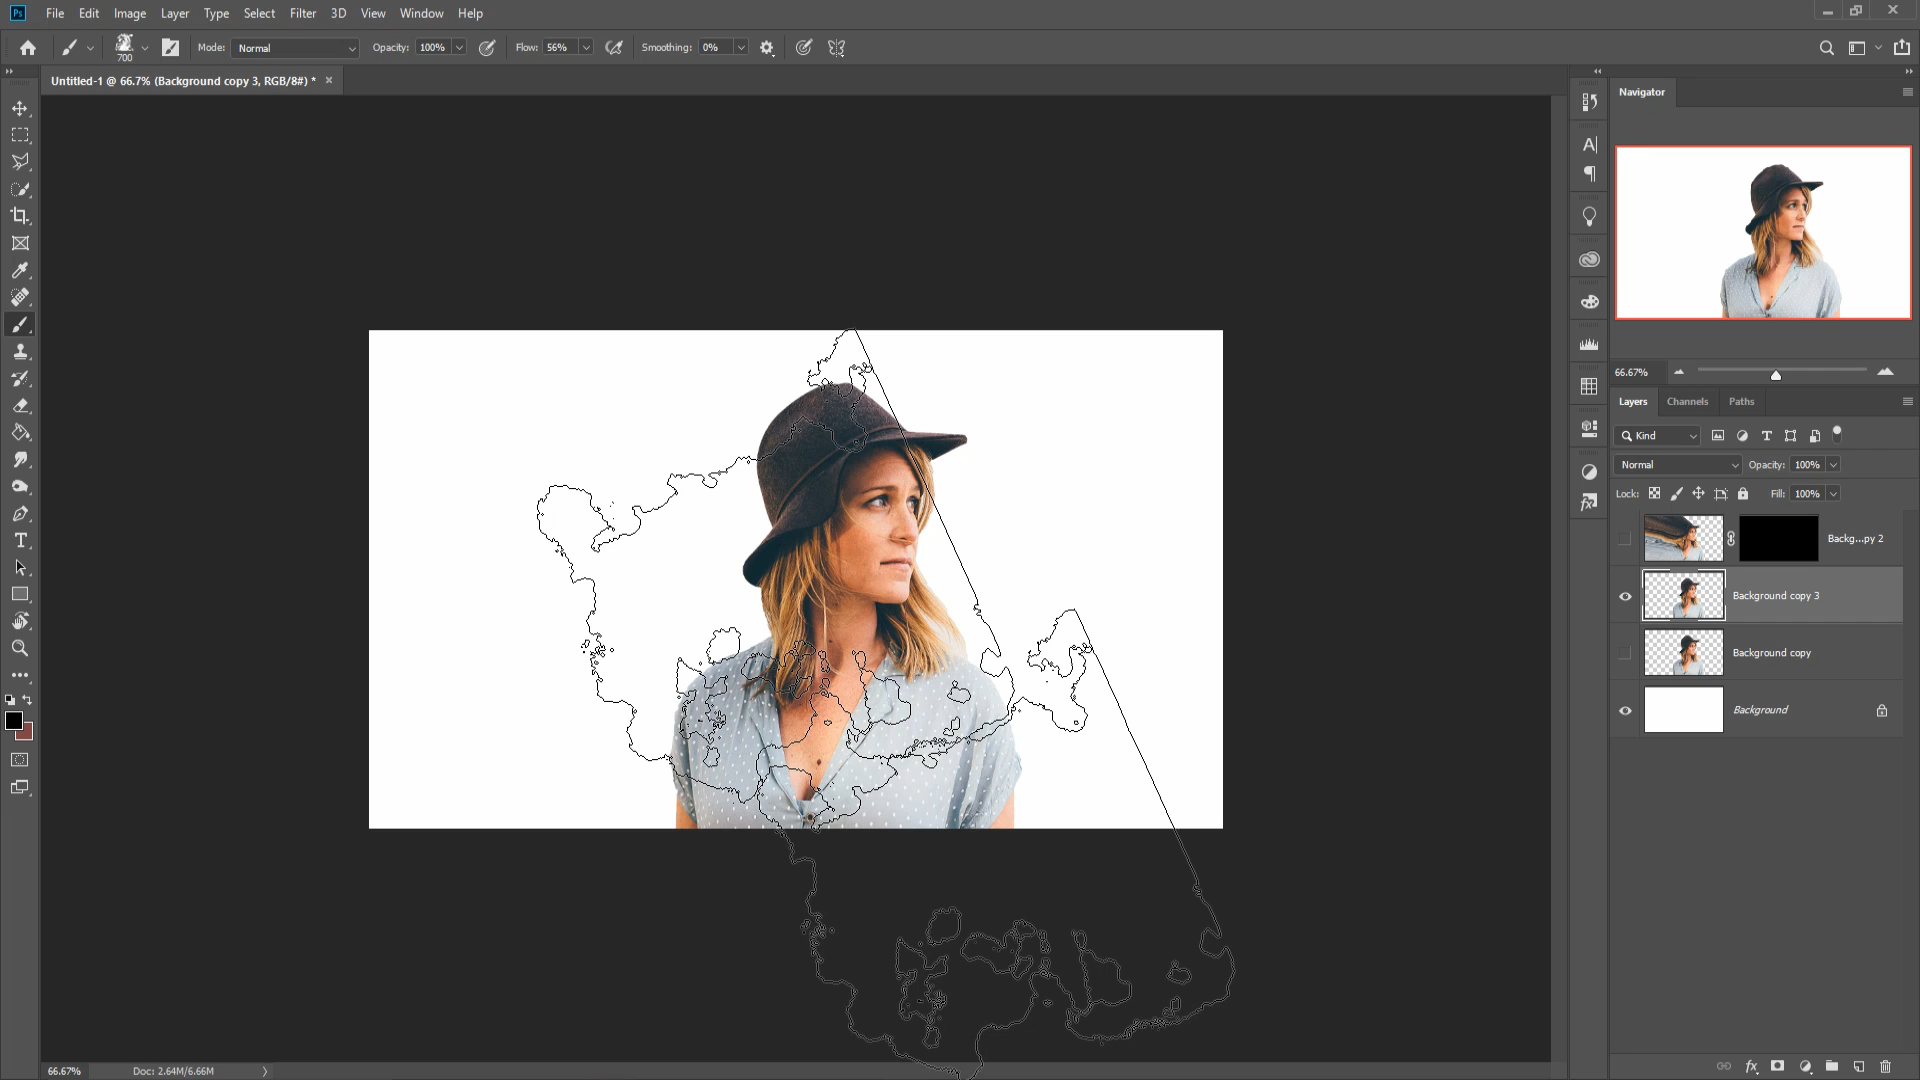 Ps File Edit Image Layer Type Select Filter 3D View Window Help
700 Mode: Normal Opacity: 100% Flow: 56% Smoothing: 0%
Untitled-1 @ 66.7% (Background copy 3, RGB/8#) *
Navigator
66.67%
Layers Channels Paths
Kind
Normal Opacity: 100%
Lock: Fill: 100%
Backg...py 2
Background copy 3
Background copy
Background
66.67% Doc: 2.64M/6.66M